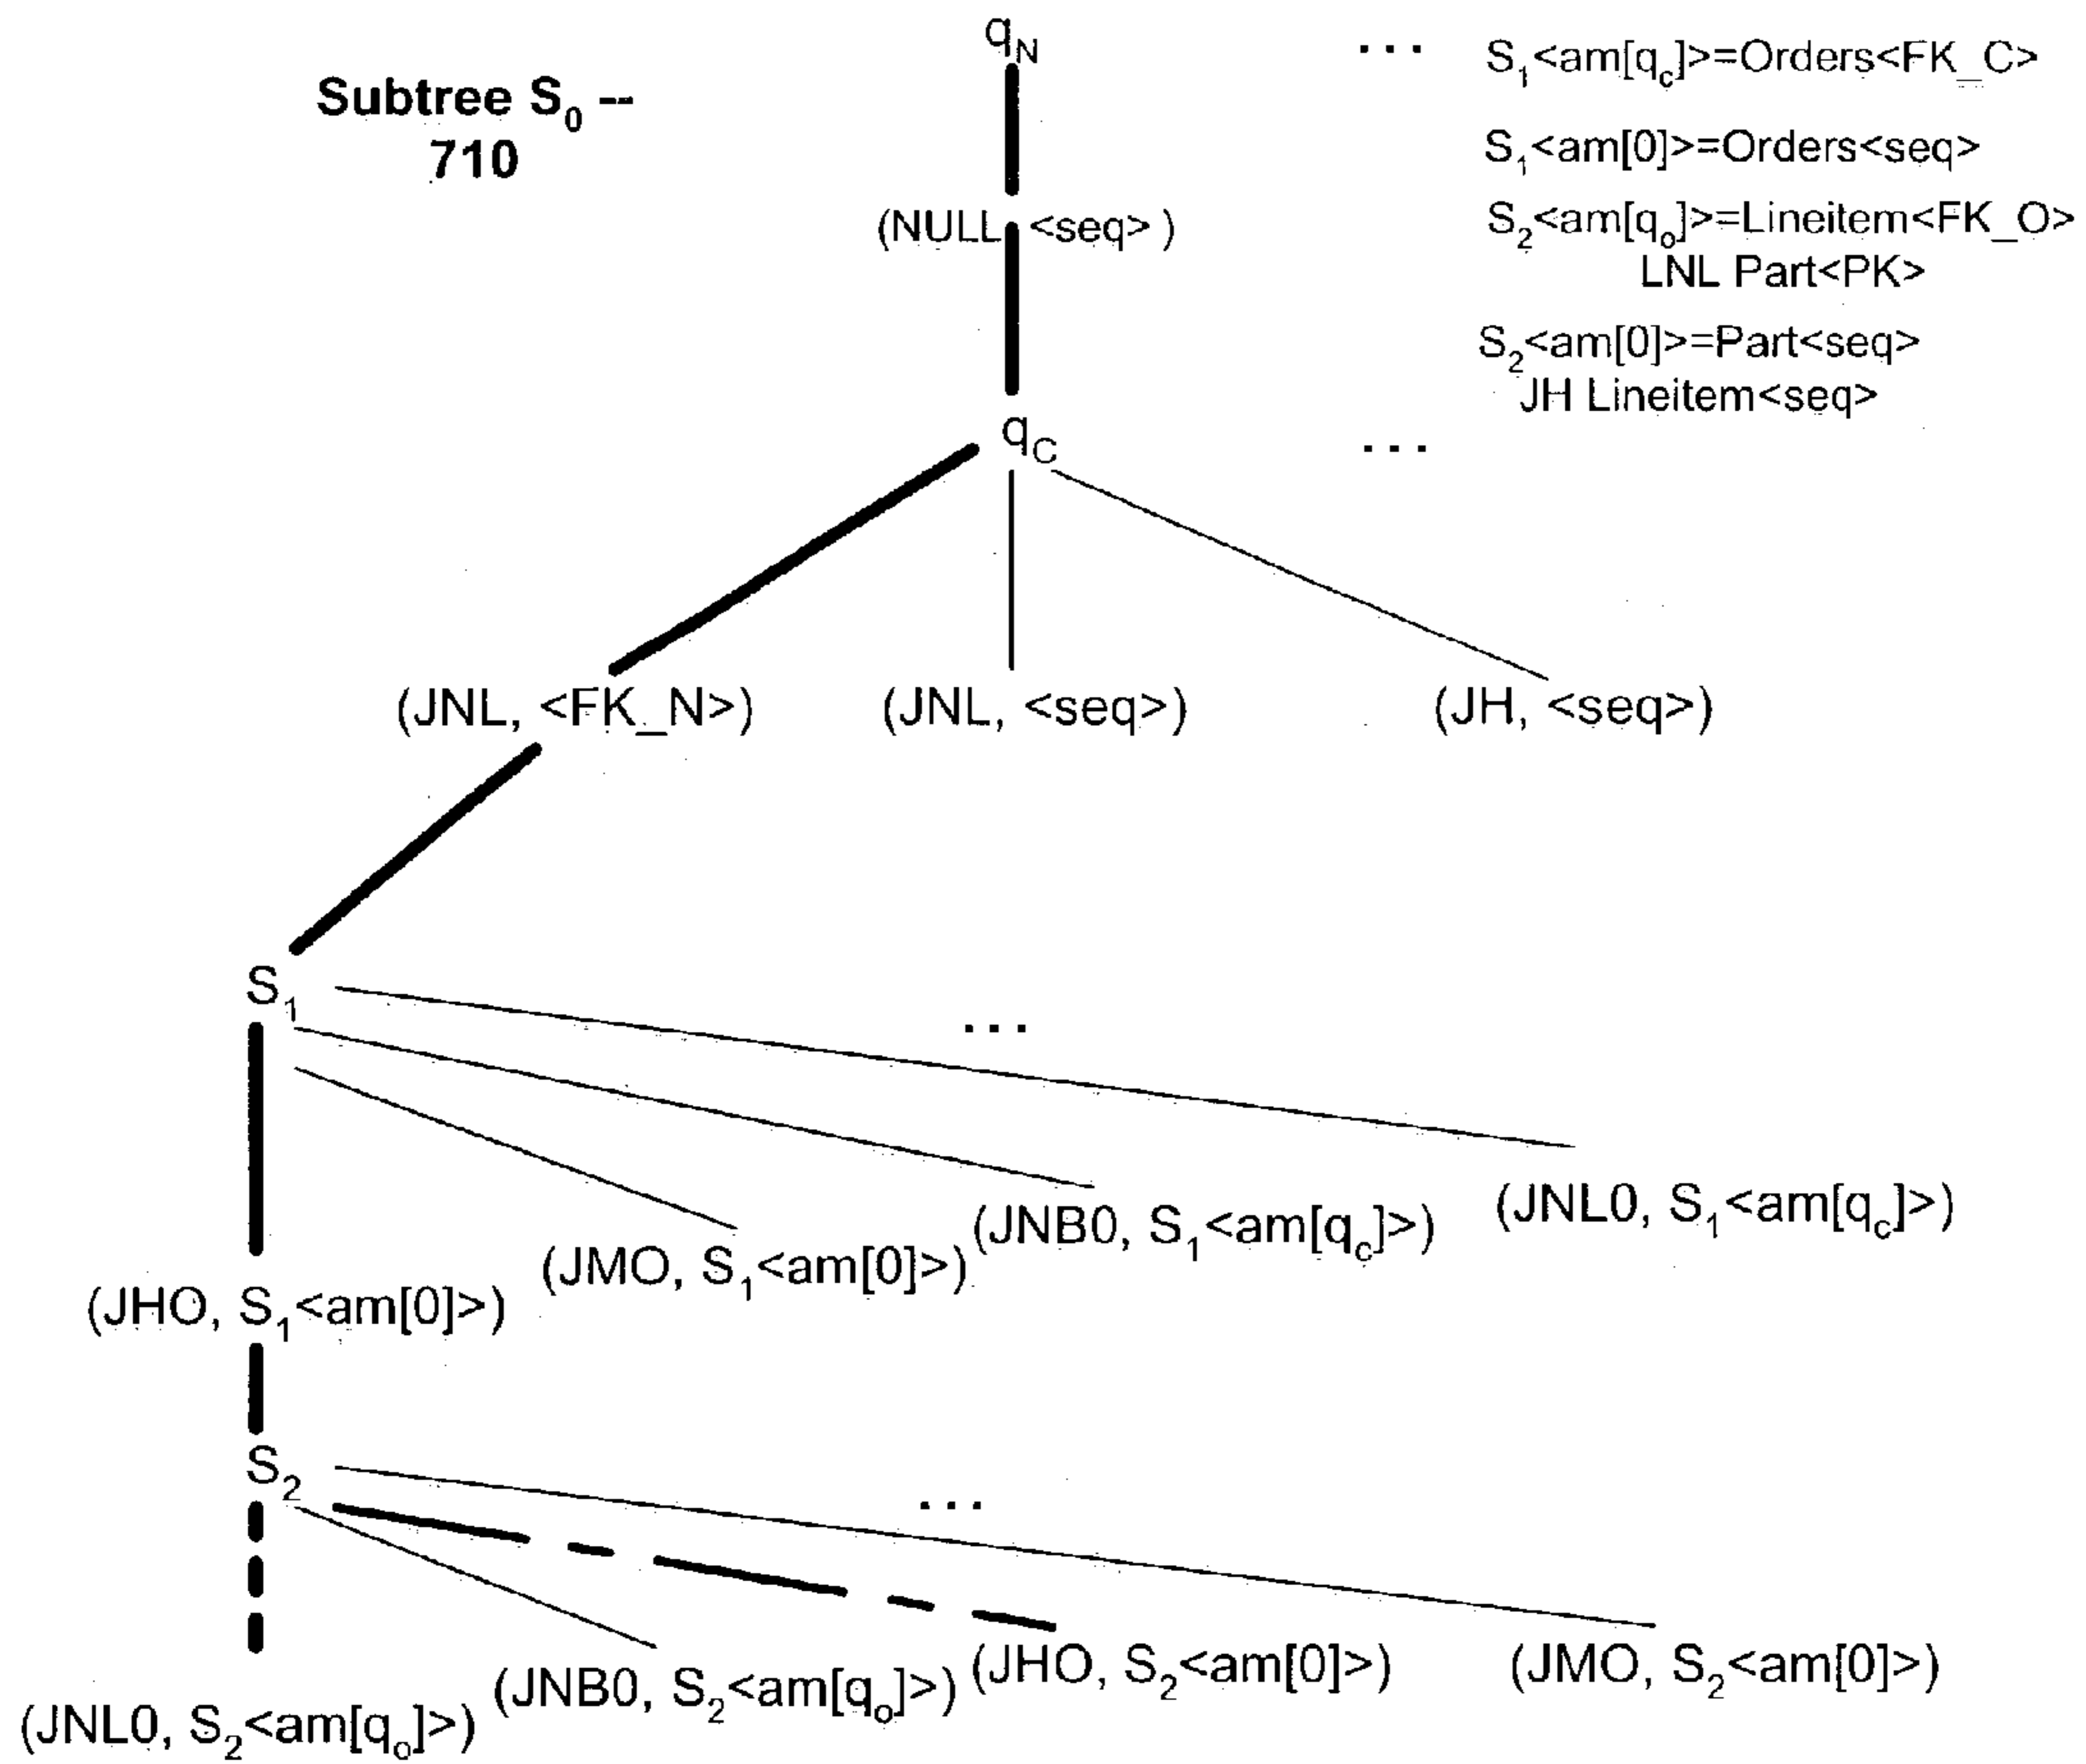 q_N
... S_1<am[q_c]>=Orders<FK_C>
Subtree S_0 --
710
S_1<am[0]>=Orders<seq>
(NULL <seq> )
S_2<am[q_o]>=Lineitem<FK_O>
LNL Part<PK>
S_2<am[0]>=Part<seq>
JH Lineitem<seq>
q_C
...
(JNL, <FK_N>) (JNL, <seq>) (JH, <seq>)
S_1
...
(JHO, S_1<am[0]>) (JMO, S_1<am[0]>) (JNB0, S_1<am[q_c]>) (JNL0, S_1<am[q_c]>)
S_2
...
(JNL0, S_2<am[q_o]>) (JNB0, S_2<am[q_o]>) (JHO, S_2<am[0]>) (JMO, S_2<am[0]>)